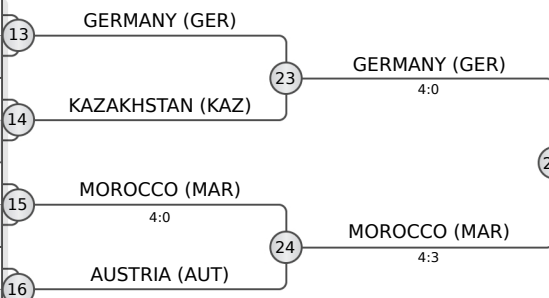 GERMANY (GER)
13
GERMANY (GER)
23
4:0
KAZAKHSTAN (KAZ)
14
MOROCCO (MAR)
15
4:0
MOROCCO (MAR)
24
4:3
AUSTRIA (AUT)
16